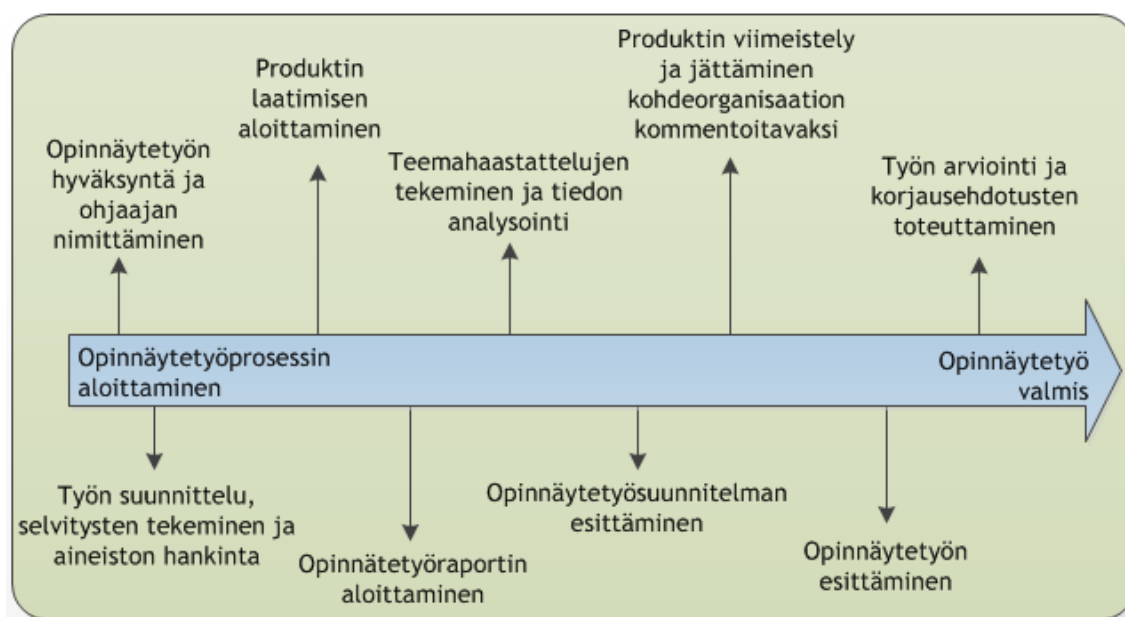 Opinnäytetyön
hyväksyntä ja
ohjaajan
nimittäminen
Produktin
laatimisen
aloittaminen
Teemahaastattelujen
tekeminen ja tiedon
analysointi
Produktin viimeistely
ja jättäminen
kohdeorganisaation
kommentoitavaksi
Työn arviointi ja
korjausehdotusten
toteuttaminen
Opinnäytetyöprosessin
aloittaminen
Opinnäytetyö
valmis
Työn suunnittelu,
selvitysten tekeminen ja
aineiston hankinta
Opinnätetyöraportin
aloittaminen
Opinnäytetyösuunnitelman
esittäminen
Opinnäytetyön
esittäminen